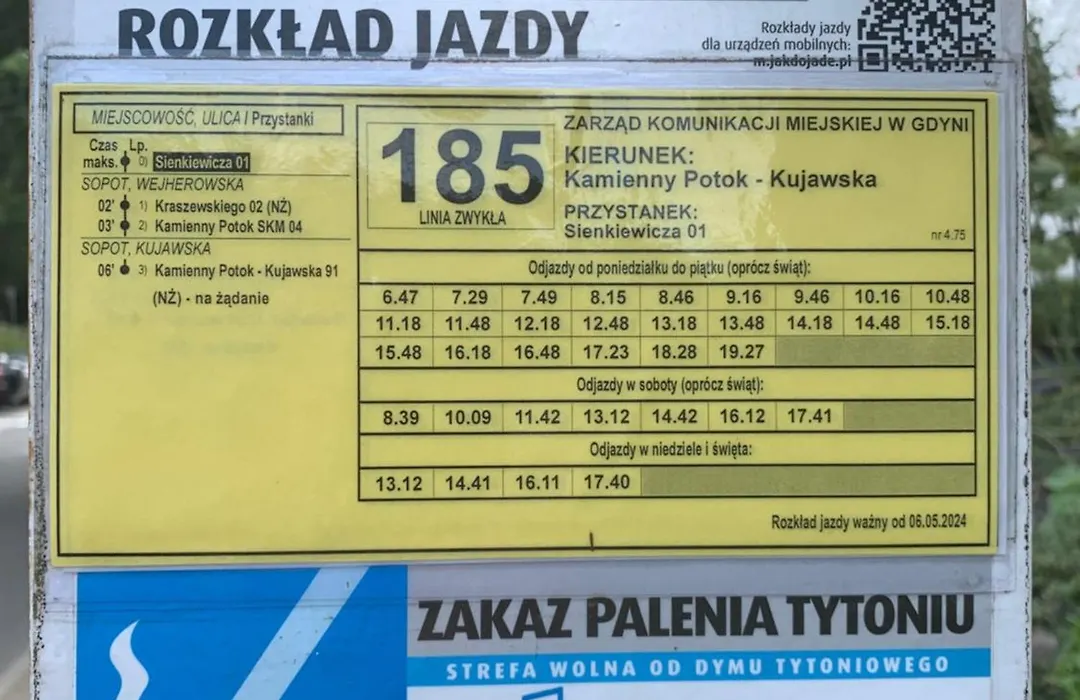 ROZKŁAD JAZDY
Rozkłady jazdy
dla urządzeń mobilnych:
m.jakdojade.pl
MIEJSCOWOŚĆ, ULICA I Przystanki
Czas Lp.
maks. 0) Sienkiewicza 01
SOPOT, WEJHEROWSKA
02' 1) Kraszewskiego 02 (NŻ)
03' 2) Kamienny Potok SKM 04
SOPOT, KUJAWSKA
06' 3) Kamienny Potok - Kujawska 91
(NŻ) - na żądanie
185
LINIA ZWYKŁA
ZARZĄD KOMUNIKACJI MIEJSKIEJ W GDYNI
KIERUNEK:
Kamienny Potok - Kujawska
PRZYSTANEK:
Sienkiewicza 01
nr 4.75
Odjazdy od poniedziałku do piątku (oprócz świąt):
6.47 7.29 7.49 8.15 8.46 9.16 9.46 10.16 10.48
11.18 11.48 12.18 12.48 13.18 13.48 14.18 14.48 15.18
15.48 16.18 16.48 17.23 18.28 19.27
Odjazdy w soboty (oprócz świąt):
8.39 10.09 11.42 13.12 14.42 16.12 17.41
Odjazdy w niedziele i święta:
13.12 14.41 16.11 17.40
Rozkład jazdy ważny od 06.05.2024
ZAKAZ PALENIA TYTONIU
STREFA WOLNA OD DYMU TYTONIOWEGO